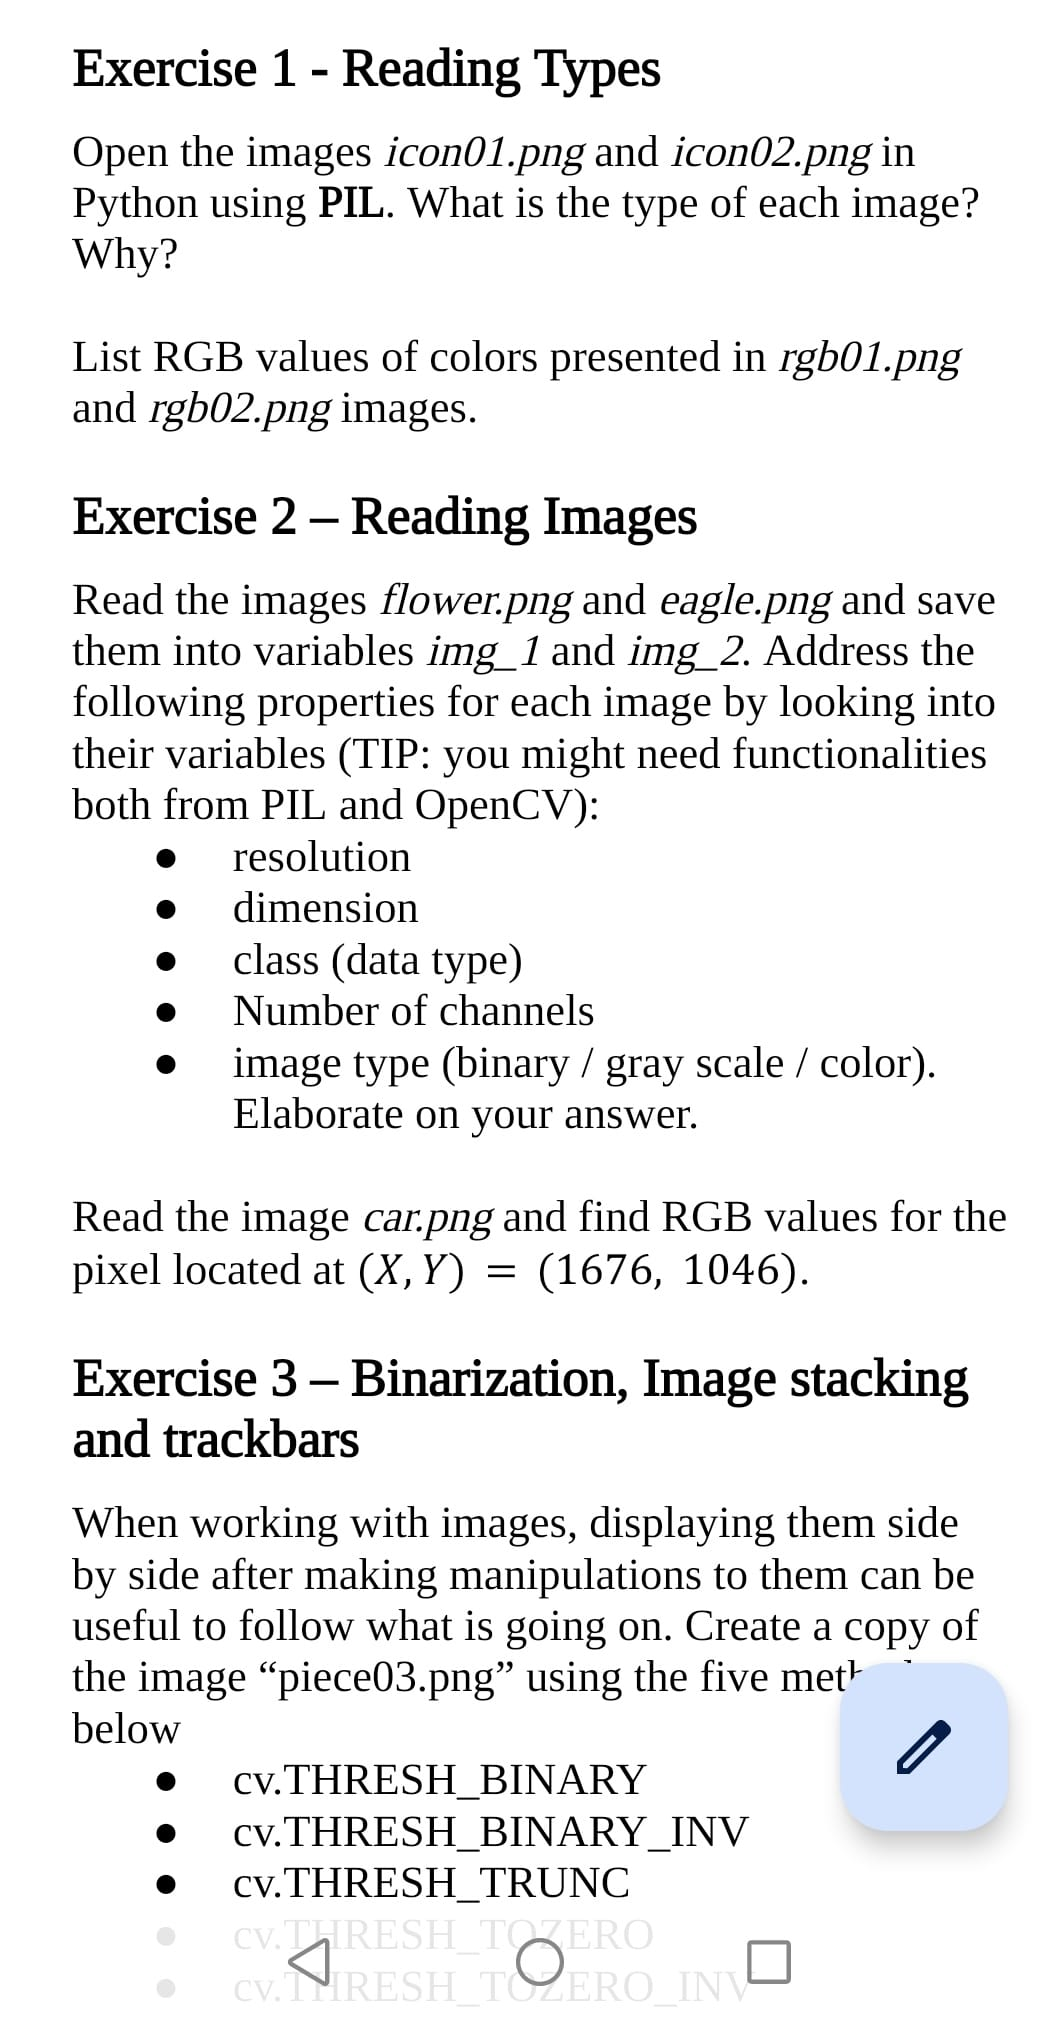 Exercise 1 - Reading Types
Open the images icon01.png and icon02.png in
Python using PIL. What is the type of each image?
Why?
List RGB values of colors presented in rgb01.png
and rgb02.png images.
Exercise 2 – Reading Images
Read the images flower.png and eagle.png and save
them into variables img_1 and img_2. Address the
following properties for each image by looking into
their variables (TIP: you might need functionalities
both from PIL and OpenCV):
● resolution
● dimension
● class (data type)
● Number of channels
● image type (binary / gray scale / color).
Elaborate on your answer.
Read the image car.png and find RGB values for the
pixel located at (X, Y) = (1676, 1046).
Exercise 3 – Binarization, Image stacking
and trackbars
When working with images, displaying them side
by side after making manipulations to them can be
useful to follow what is going on. Create a copy of
the image “piece03.png” using the five
below
● cv.THRESH_BINARY
● cv.THRESH_BINARY_INV
● cv.THRESH_TRUNC
● cv.THRESH_TOZERO
● cv.THRESH_TOZERO_INV